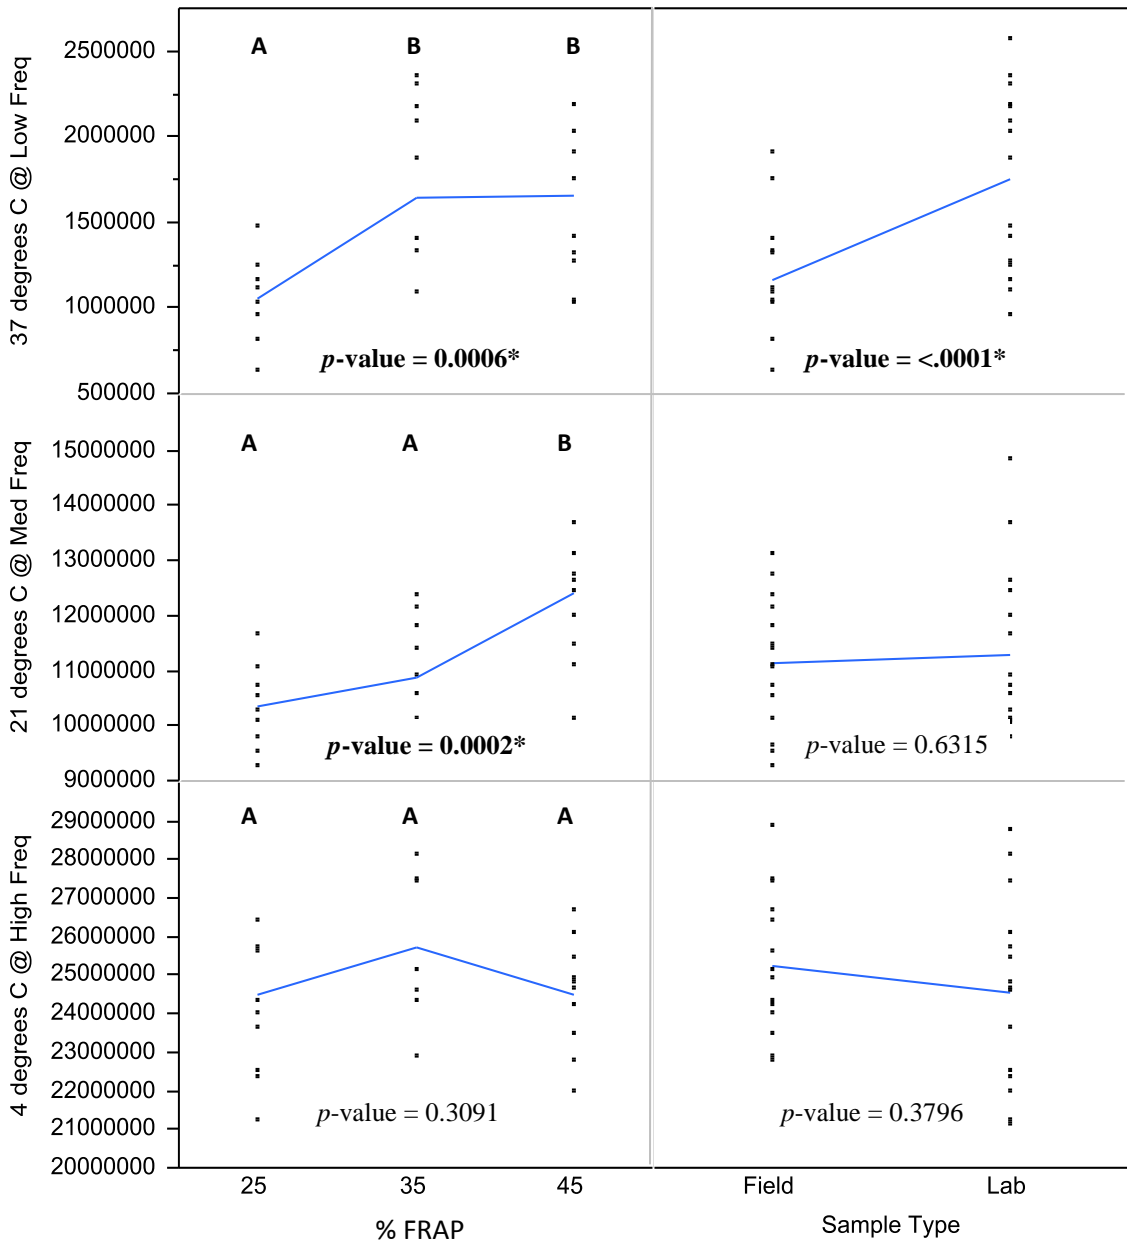 37 degrees C @ Low Freq
2500000
2000000
1500000
1000000
500000
A
B
B
p-value = 0.0006*
p-value = <.0001*
21 degrees C @ Med Freq
15000000
14000000
13000000
12000000
11000000
10000000
9000000
A
A
B
p-value = 0.0002*
p-value = 0.6315
4 degrees C @ High Freq
29000000
28000000
27000000
26000000
25000000
24000000
23000000
22000000
21000000
20000000
A
A
A
p-value = 0.3091
p-value = 0.3796
25
35
45
Field
Lab
% FRAP
Sample Type